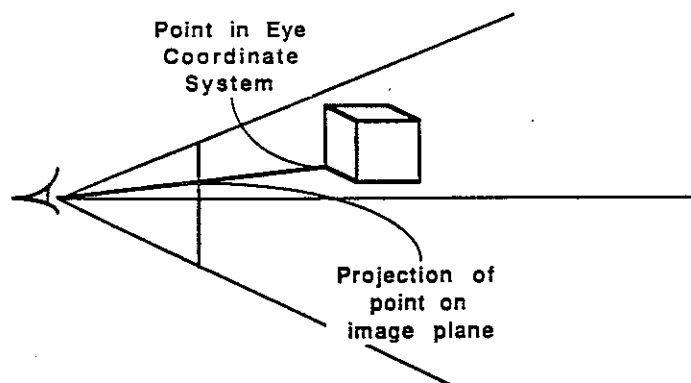 Point in Eye
Coordinate
System
Projection of
point on
image plane